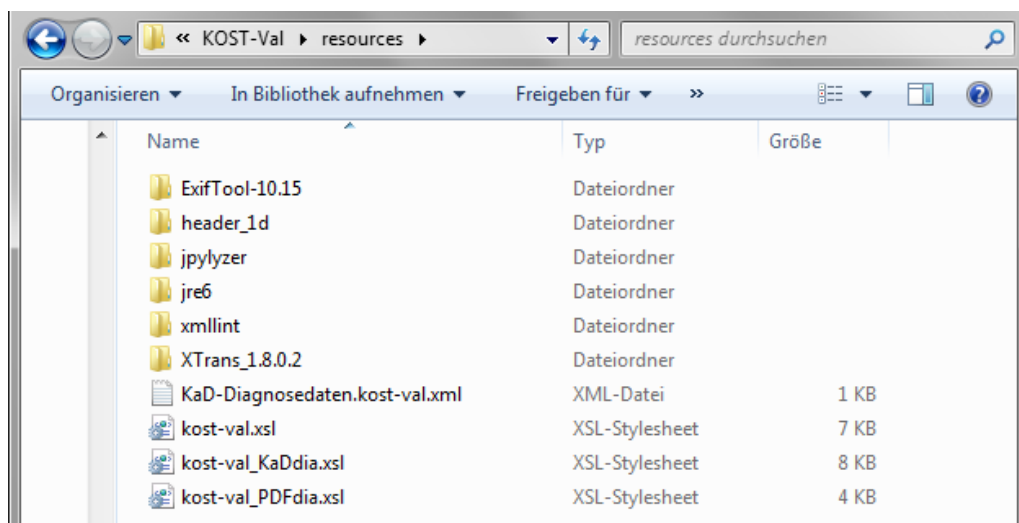 « KOST-Val ▸ resources ▸ resources durchsuchen
Organisieren In Bibliothek aufnehmen Freigeben für »
Name Typ Größe
ExifTool-10.15 Dateiordner
header_1d Dateiordner
jpylyzer Dateiordner
jre6 Dateiordner
xmllint Dateiordner
XTrans_1.8.0.2 Dateiordner
KaD-Diagnosedaten.kost-val.xml XML-Datei 1 KB
kost-val.xsl XSL-Stylesheet 7 KB
kost-val_KaDdia.xsl XSL-Stylesheet 8 KB
kost-val_PDFdia.xsl XSL-Stylesheet 4 KB